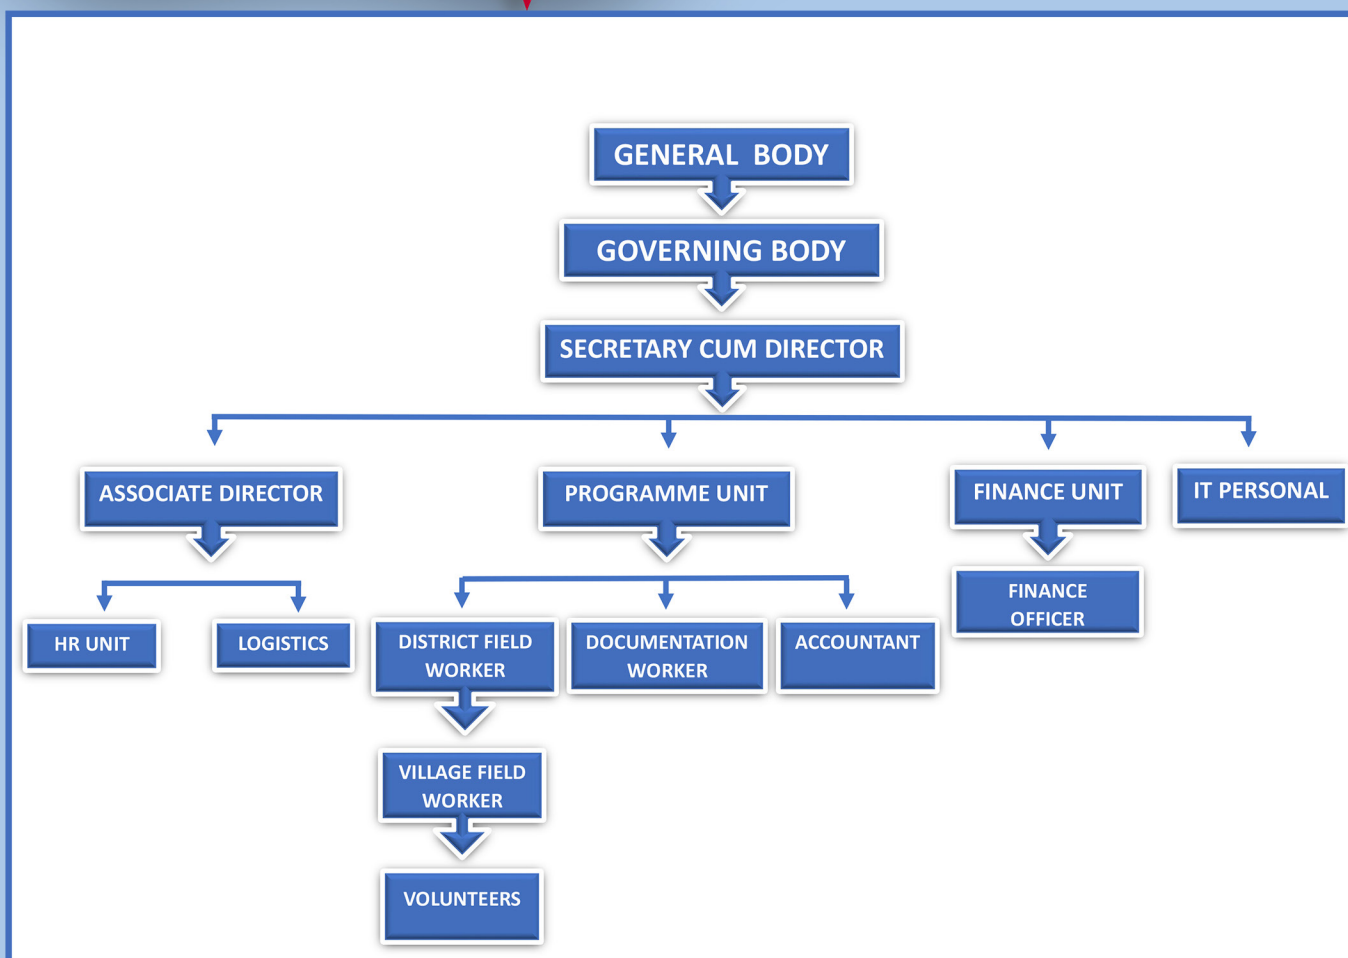 GENERAL BODY
GOVERNING BODY
SECRETARY CUM DIRECTOR
ASSOCIATE DIRECTOR
PROGRAMME UNIT
FINANCE UNIT
IT PERSONAL
HR UNIT
LOGISTICS
DISTRICT FIELD
WORKER
DOCUMENTATION
WORKER
ACCOUNTANT
FINANCE
OFFICER
VILLAGE FIELD
WORKER
VOLUNTEERS